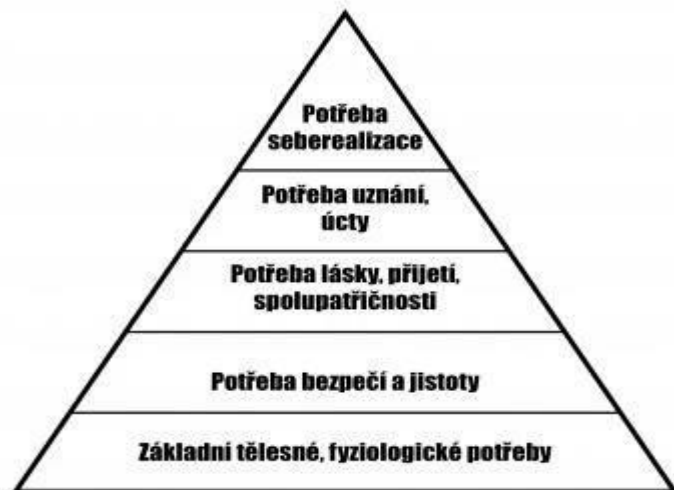 Potřeba
seberealizace
Potřeba uznání,
úcty
Potřeba lásky, přijetí,
spolupatřičnosti
Potřeba bezpečí a jistoty
Základní tělesné, fyziologické potřeby